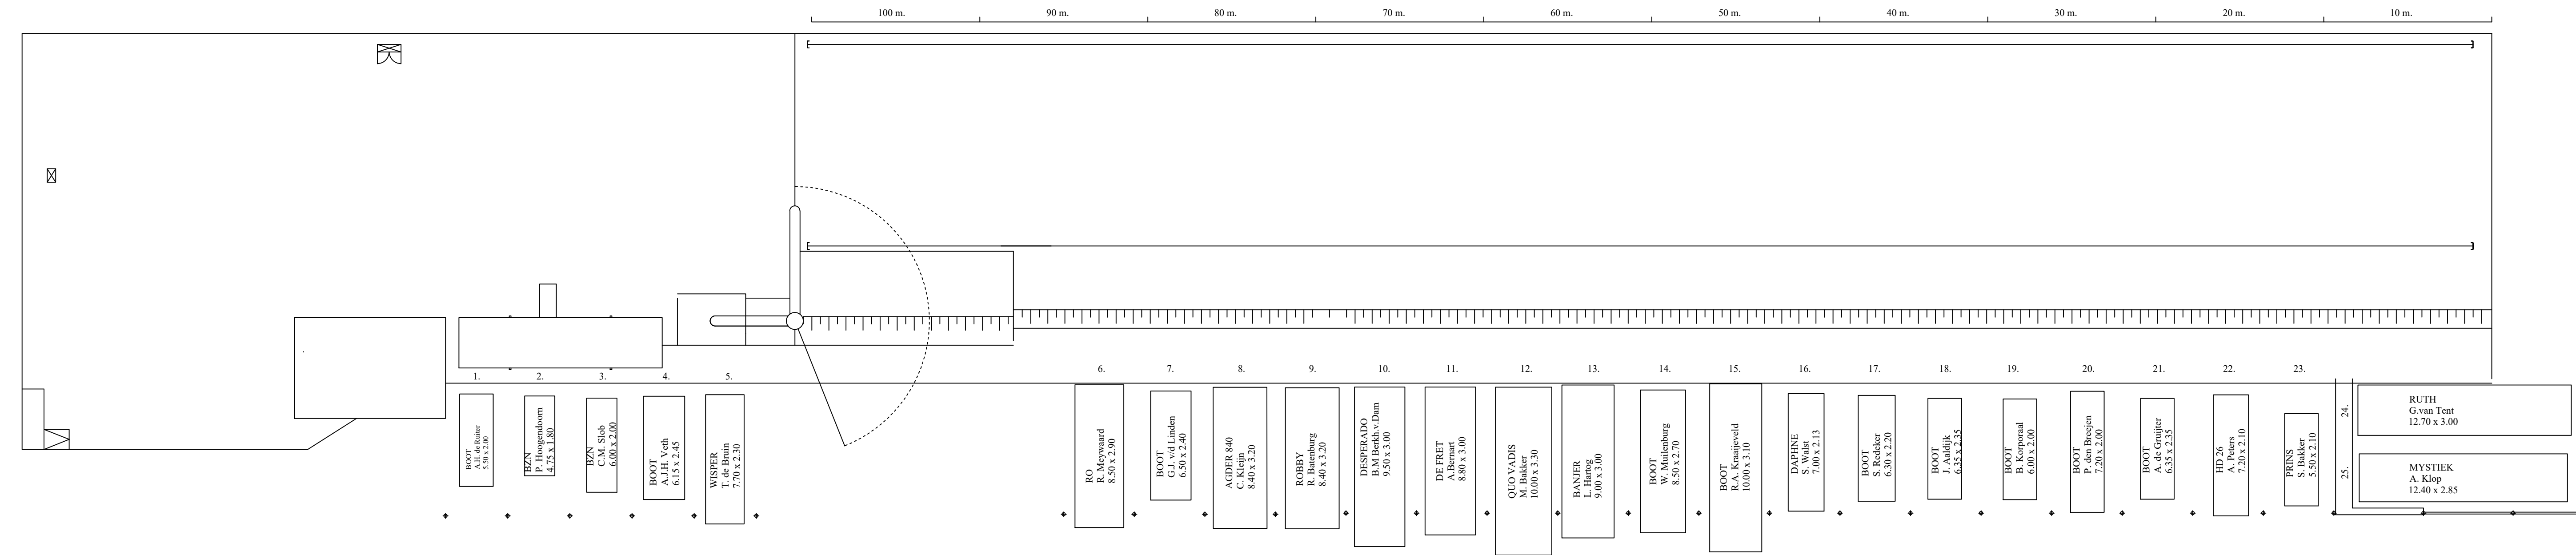 100 m.
90 m.
80 m.
70 m.
60 m.
50 m.
40 m.
30 m.
20 m.
10 m.
1.
2.
3.
4.
5.
6.
7.
8.
9.
10.
11.
12.
13.
14.
15.
16.
17.
18.
19.
20.
21.
22.
23.
24.
25.
BOOT
A.H. de Ruiter
5.50 x 2.00
BZN
P. Hoogendoorn
4.75 x 1.80
BZN
C.M. Slob
6.00 x 2.00
BOOT
A.J.H. Veth
6.15 x 2.45
WISPER
T. de Bruin
7.70 x 2.30
RO
R. Meywaard
8.50 x 2.90
BOOT
G.J. v/d Linden
6.50 x 2.40
AGDER 840
C. Kleijn
8.40 x 3.20
ROBBY
R. Batenburg
8.40 x 3.20
DESPERADO
B.M Berkh.v.Dam
9.50 x 3.00
DE FRET
A.Bernart
8.80 x 3.00
QUO VADIS
M. Bakker
10.00 x 3.30
BANJER
L. Hartog
9.00 x 3.00
BOOT
W. Muilenburg
8.50 x 2.70
BOOT
R.A. Kraaijeveld
10.00 x 3.10
DAPHNE
S. Walst
7.00 x 2.13
BOOT
S. Redeker
6.30 x 2.20
BOOT
J. Aaldijk
6.35 x 2.35
BOOT
B. Korporaal
6.00 x 2.00
BOOT
P. den Breejen
7.20 x 2.00
BOOT
A. de Gruijter
6.35 x 2.35
HD 26
A. Peters
7.20 x 2.10
PRINS
S. Bakker
5.50 x 2.10
RUTH
G.van Tent
12.70 x 3.00
MYSTIEK
A. Klop
12.40 x 2.85